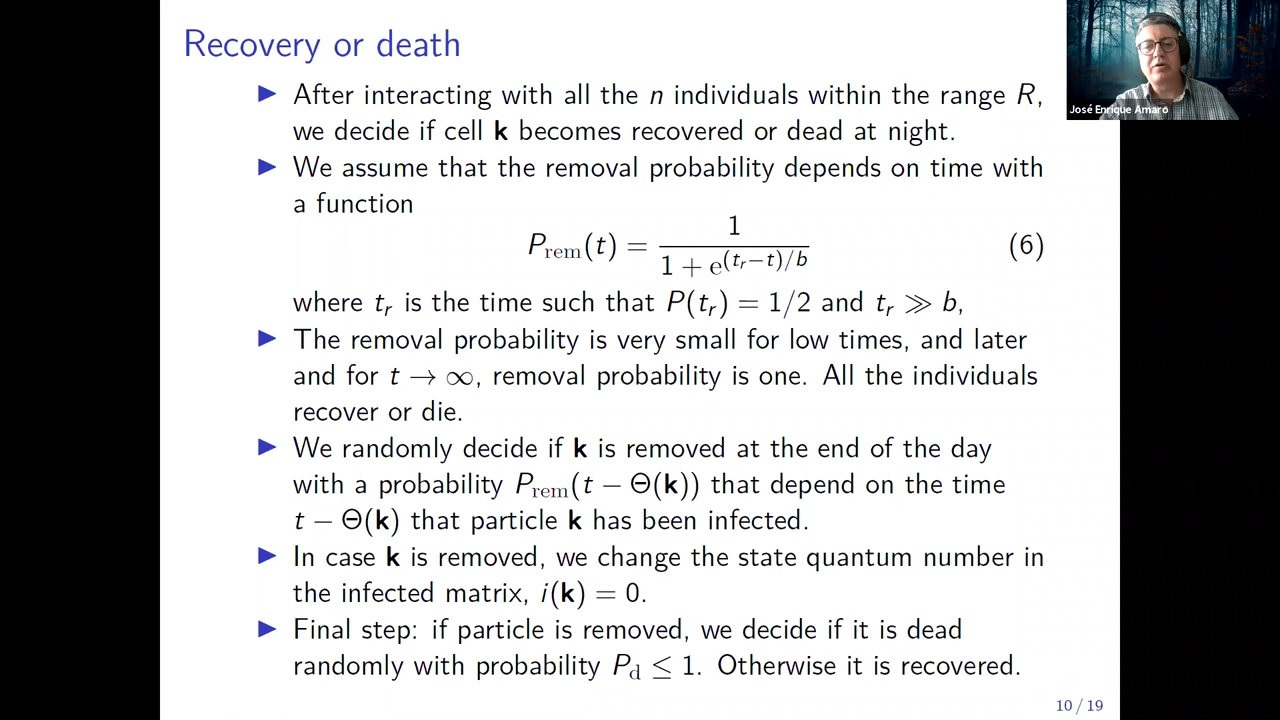 Recovery or death
▶ After interacting with all the n individuals within the range R,
we decide if cell k becomes recovered or dead at night.
▶ We assume that the removal probability depends on time with
a function
P_rem(t) = 1 / (1 + e^{(t_r−t)/b}) (6)
where t_r is the time such that P(t_r) = 1/2 and t_r ≫ b,
▶ The removal probability is very small for low times, and later
and for t → ∞, removal probability is one. All the individuals
recover or die.
▶ We randomly decide if k is removed at the end of the day
with a probability P_rem(t − Θ(k)) that depend on the time
t − Θ(k) that particle k has been infected.
▶ In case k is removed, we change the state quantum number in
the infected matrix, i(k) = 0.
▶ Final step: if particle is removed, we decide if it is dead
randomly with probability P_d ≤ 1. Otherwise it is recovered.
10 / 19
José Enrique Amaro